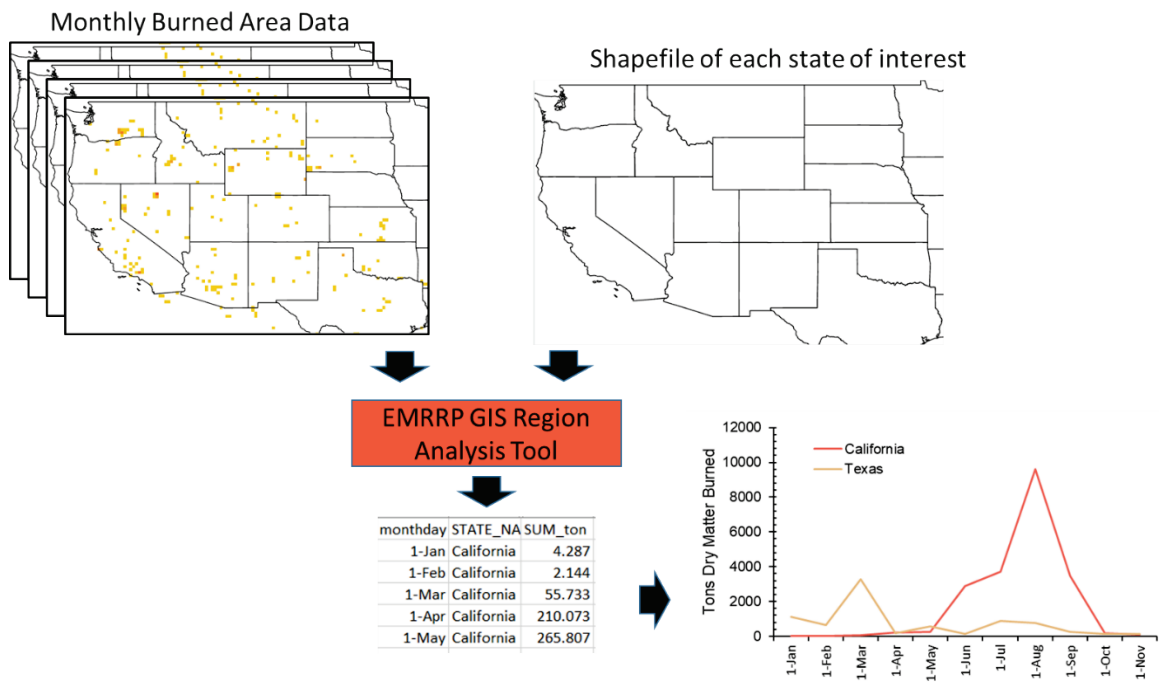 Monthly Burned Area Data
Shapefile of each state of interest
EMRRP GIS Region
Analysis Tool
monthday STATE_NA SUM_ton
1-Jan California 4.287
1-Feb California 2.144
1-Mar California 55.733
1-Apr California 210.073
1-May California 265.807
Tons Dry Matter Burned
12000
10000
8000
6000
4000
2000
0
California
Texas
1-Jan
1-Feb
1-Mar
1-Apr
1-May
1-Jun
1-Jul
1-Aug
1-Sep
1-Oct
1-Nov